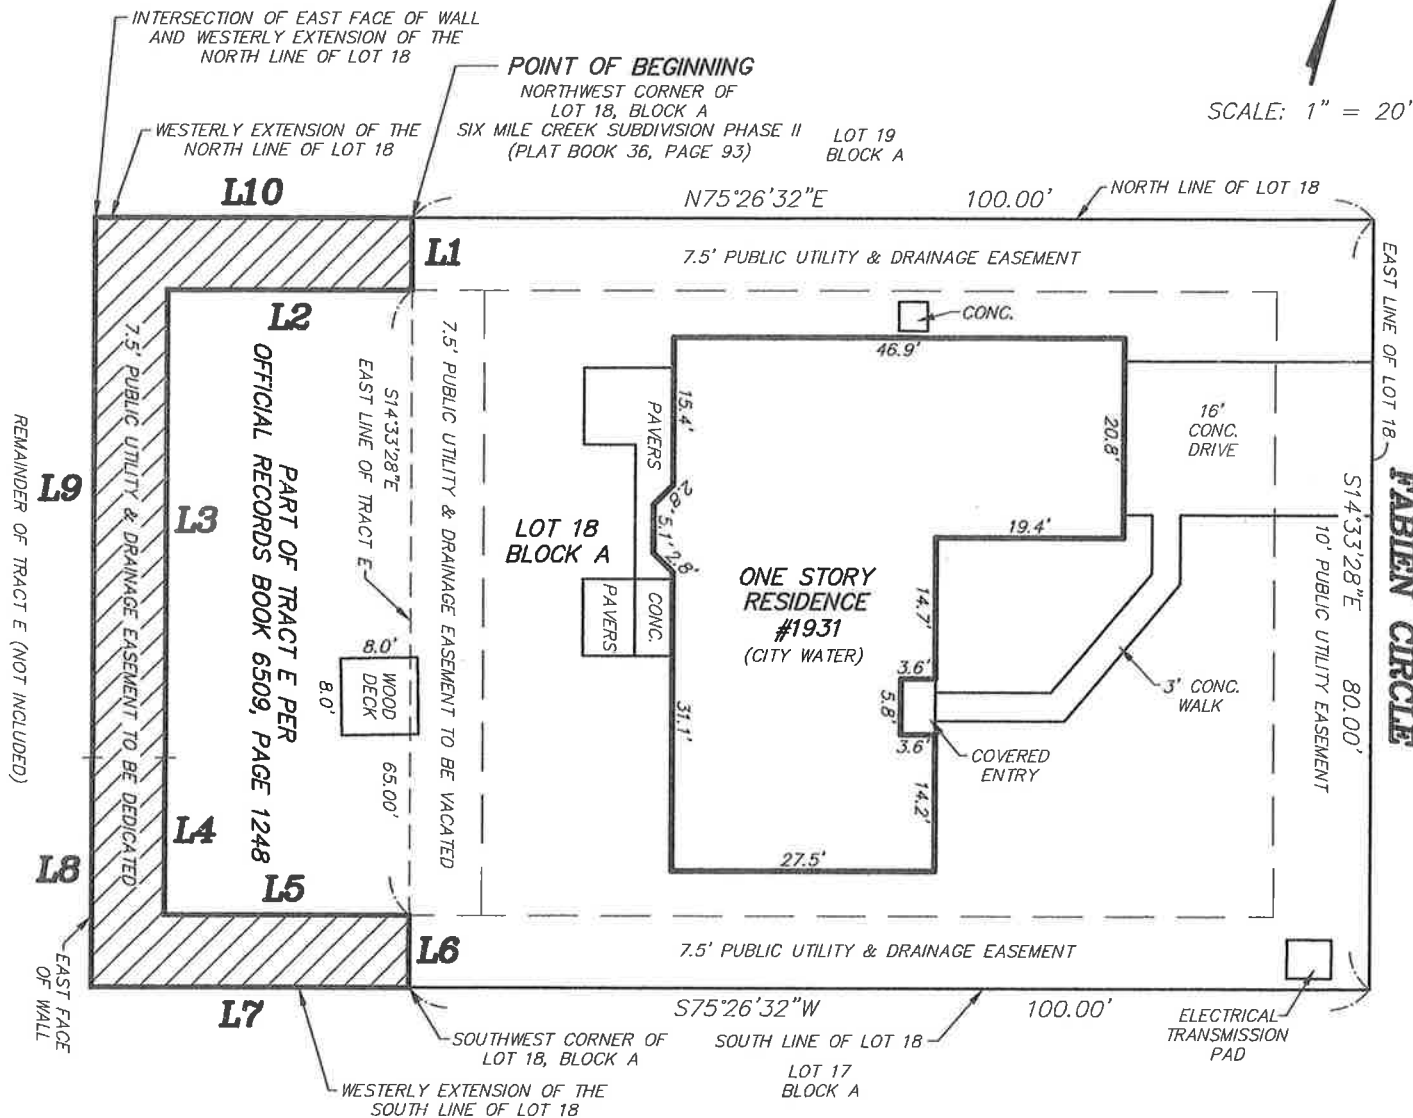 INTERSECTION OF EAST FACE OF WALL
AND WESTERLY EXTENSION OF THE
NORTH LINE OF LOT 18
POINT OF BEGINNING
NORTHWEST CORNER OF
LOT 18, BLOCK A
SIX MILE CREEK SUBDIVISION PHASE II
(PLAT BOOK 36, PAGE 93)
LOT 19
BLOCK A
SCALE: 1" = 20'
WESTERLY EXTENSION OF THE
NORTH LINE OF LOT 18
L10
N75°26'32"E
100.00'
NORTH LINE OF LOT 18
L1
7.5' PUBLIC UTILITY & DRAINAGE EASEMENT
L2
CONC.
46.9'
EAST LINE OF LOT 18
7.5' PUBLIC UTILITY & DRAINAGE EASEMENT TO BE DEDICATED
PART OF TRACT E PER
OFFICIAL RECORDS BOOK 6509, PAGE 1248
S14°33'28"E
EAST LINE OF TRACT E
65.00'
7.5' PUBLIC UTILITY & DRAINAGE EASEMENT TO BE VACATED
PAVERS
15.4'
2.8'
5.1'
2.8'
20.8'
16'
CONC.
DRIVE
FABIEN CIRCLE
S14°33'28"E
80.00'
10' PUBLIC UTILITY EASEMENT
REMAINDER OF TRACT E (NOT INCLUDED)
L9
L3
LOT 18
BLOCK A
19.4'
ONE STORY
RESIDENCE
#1931
(CITY WATER)
14.7'
CONC.
PAVERS
8.0'
WOOD
DECK
8.0'
31.1'
3.6'
5.8'
3.6'
3' CONC.
WALK
COVERED
ENTRY
14.2'
L4
L8
27.5'
L5
L6
7.5' PUBLIC UTILITY & DRAINAGE EASEMENT
EAST FACE
OF WALL
L7
S75°26'32"W
100.00'
SOUTHWEST CORNER OF
LOT 18, BLOCK A
SOUTH LINE OF LOT 18
LOT 17
BLOCK A
ELECTRICAL
TRANSMISSION
PAD
WESTERLY EXTENSION OF THE
SOUTH LINE OF LOT 18